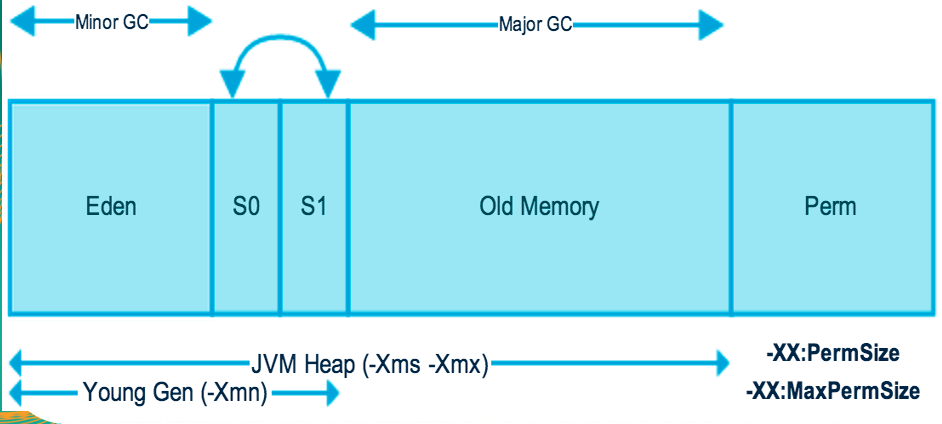 Minor GC
Major GC
Eden
S0
S1
Old Memory
Perm
JVM Heap (-Xms -Xmx)
Young Gen (-Xmn)
-XX:PermSize
-XX:MaxPermSize